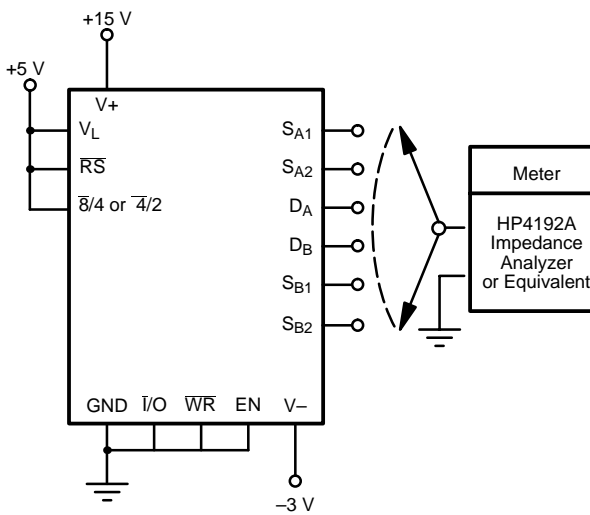 +15 V
+5 V
V+
VL
RS
8/4 or 4/2
SA1
SA2
DA
DB
SB1
SB2
Meter
HP4192A
Impedance
Analyzer
or Equivalent
GND I/O WR EN V–
–3 V